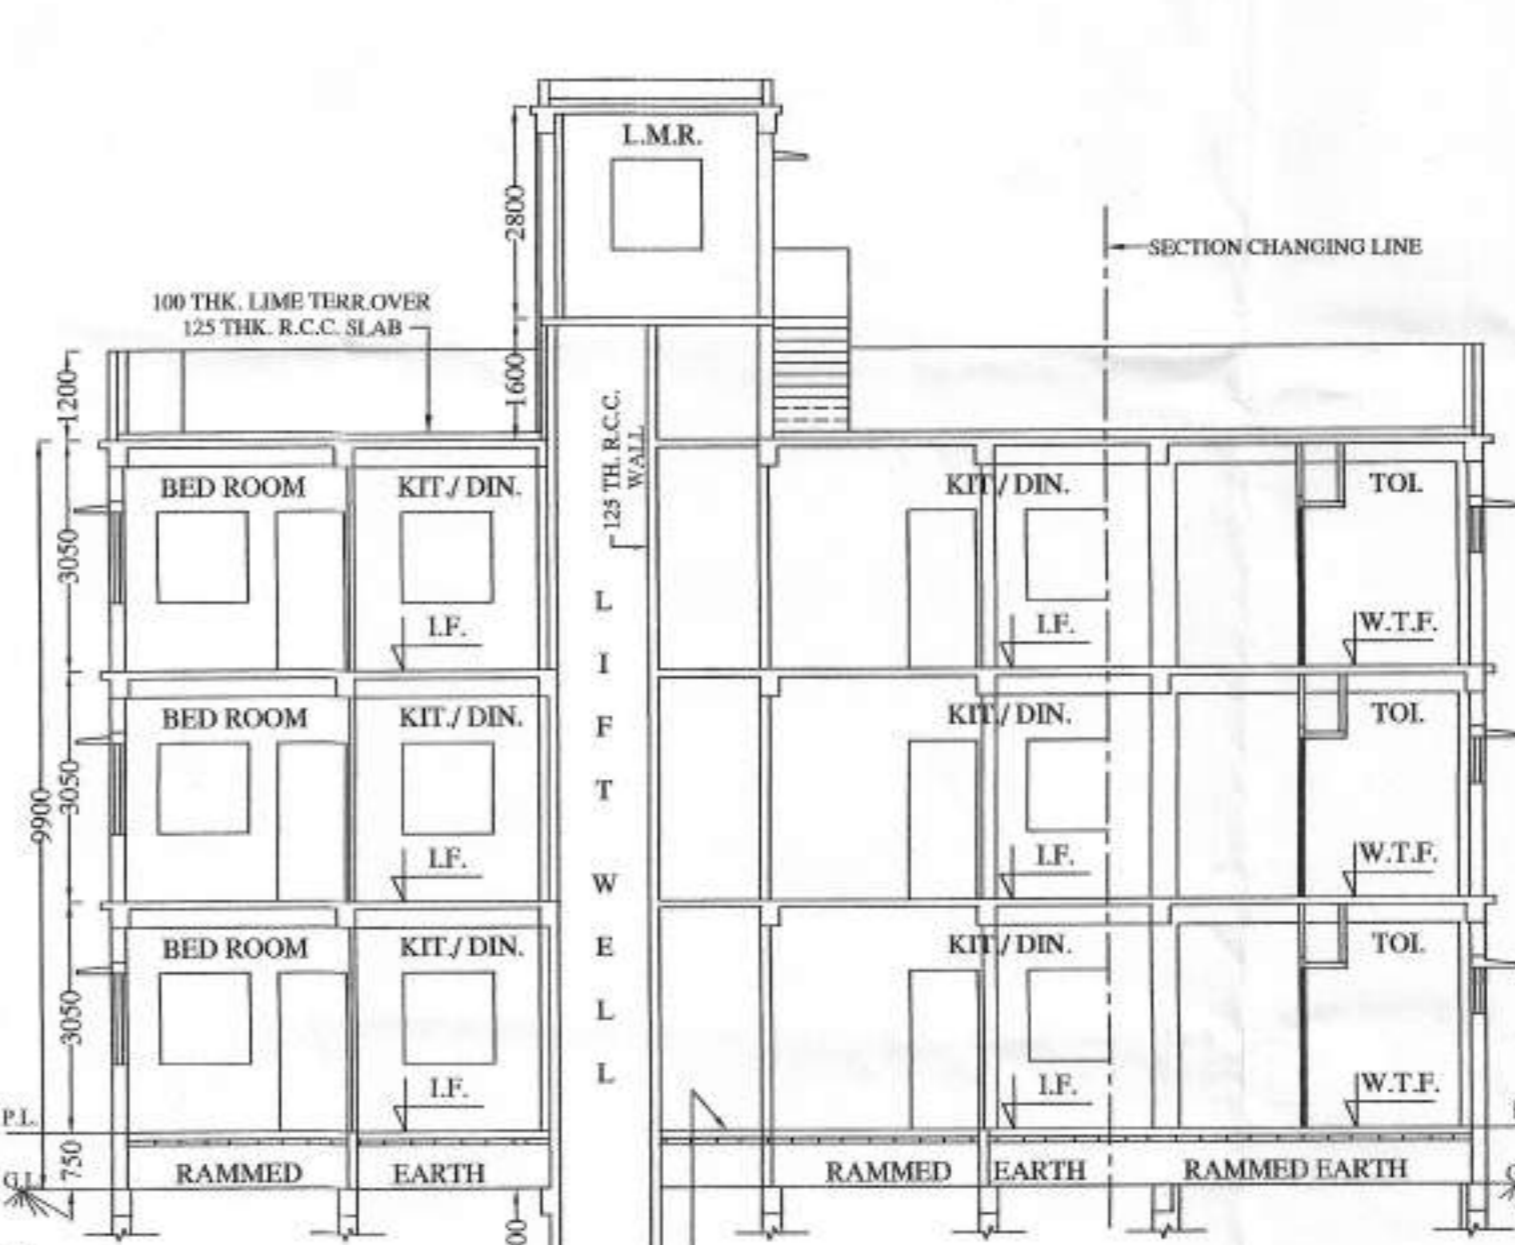 L.M.R.
2800
SECTION CHANGING LINE
100 THK. LIME TERR.OVER
125 THK. R.C.C. SLAB
1200
1600
125 TH. R.C.C.
WALL
BED ROOM
KIT./ DIN.
KIT./ DIN.
TOI.
3050
I.F.
I.F.
W.T.F.
BED ROOM
KIT./ DIN.
KIT./ DIN.
TOI.
3050
9900
I.F.
I.F.
W.T.F.
BED ROOM
KIT./ DIN.
KIT./ DIN.
TOI.
3050
I.F.
I.F.
W.T.F.
LIFT WELL
P.L.
750
RAMMED
EARTH
RAMMED
EARTH
RAMMED EARTH
G.L.